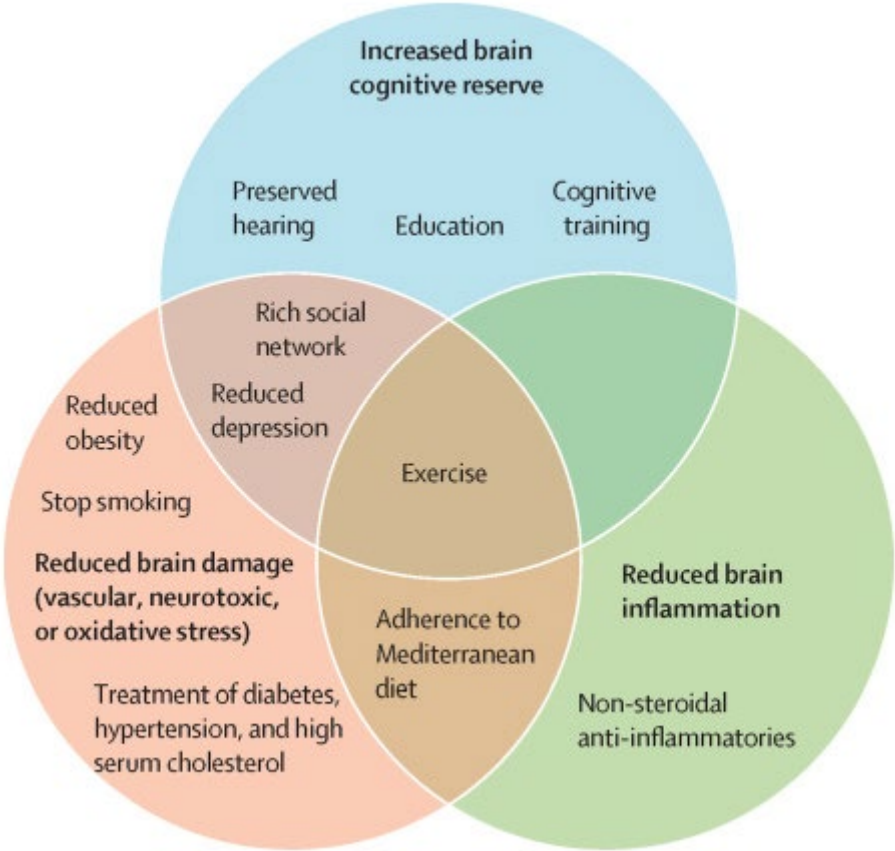 Increased brain
cognitive reserve
Preserved
hearing
Education
Cognitive
training
Rich social
network
Reduced
depression
Reduced
obesity
Stop smoking
Exercise
Reduced brain damage
(vascular, neurotoxic,
or oxidative stress)
Reduced brain
inflammation
Adherence to
Mediterranean
diet
Treatment of diabetes,
hypertension, and high
serum cholesterol
Non-steroidal
anti-inflammatories